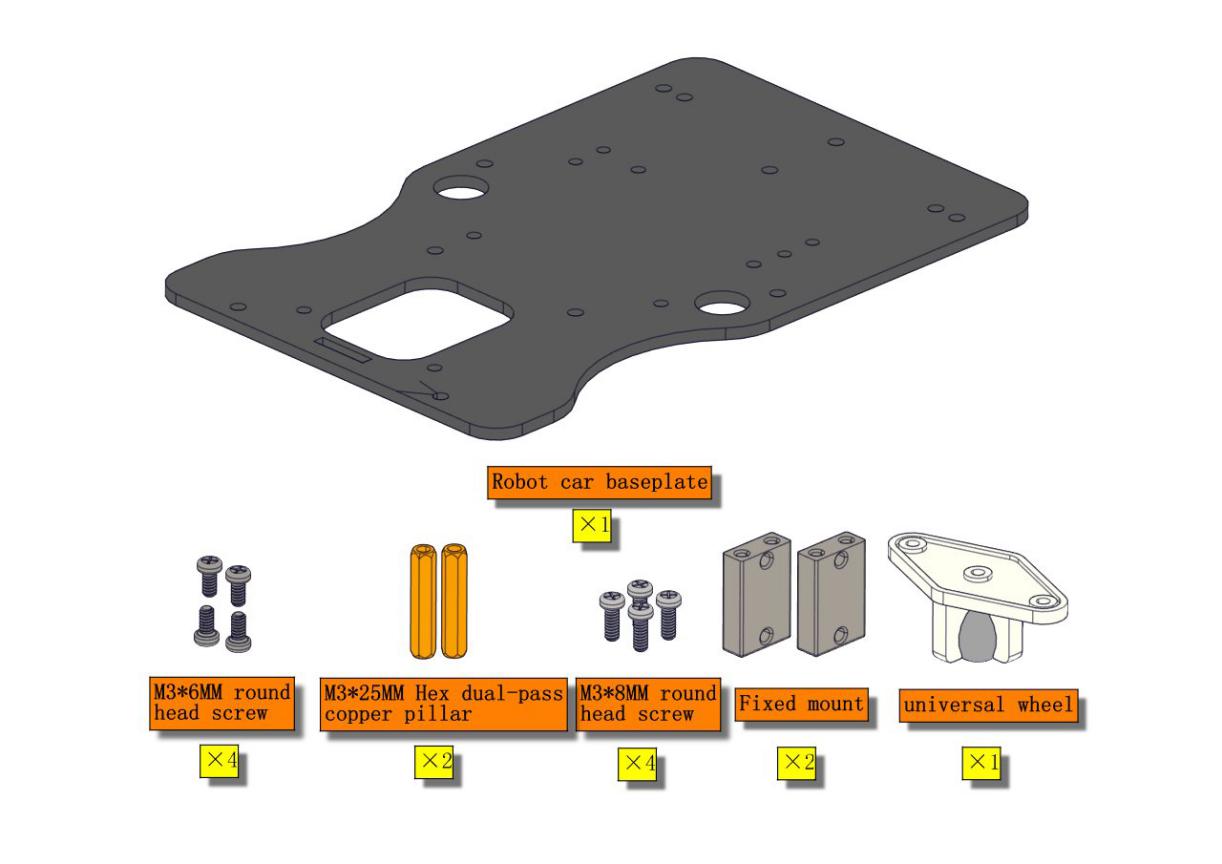 Robot car baseplate
×1
M3*6MM round
head screw
×4
M3*25MM Hex dual-pass
copper pillar
×2
M3*8MM round
head screw
×4
Fixed mount
×2
universal wheel
×1